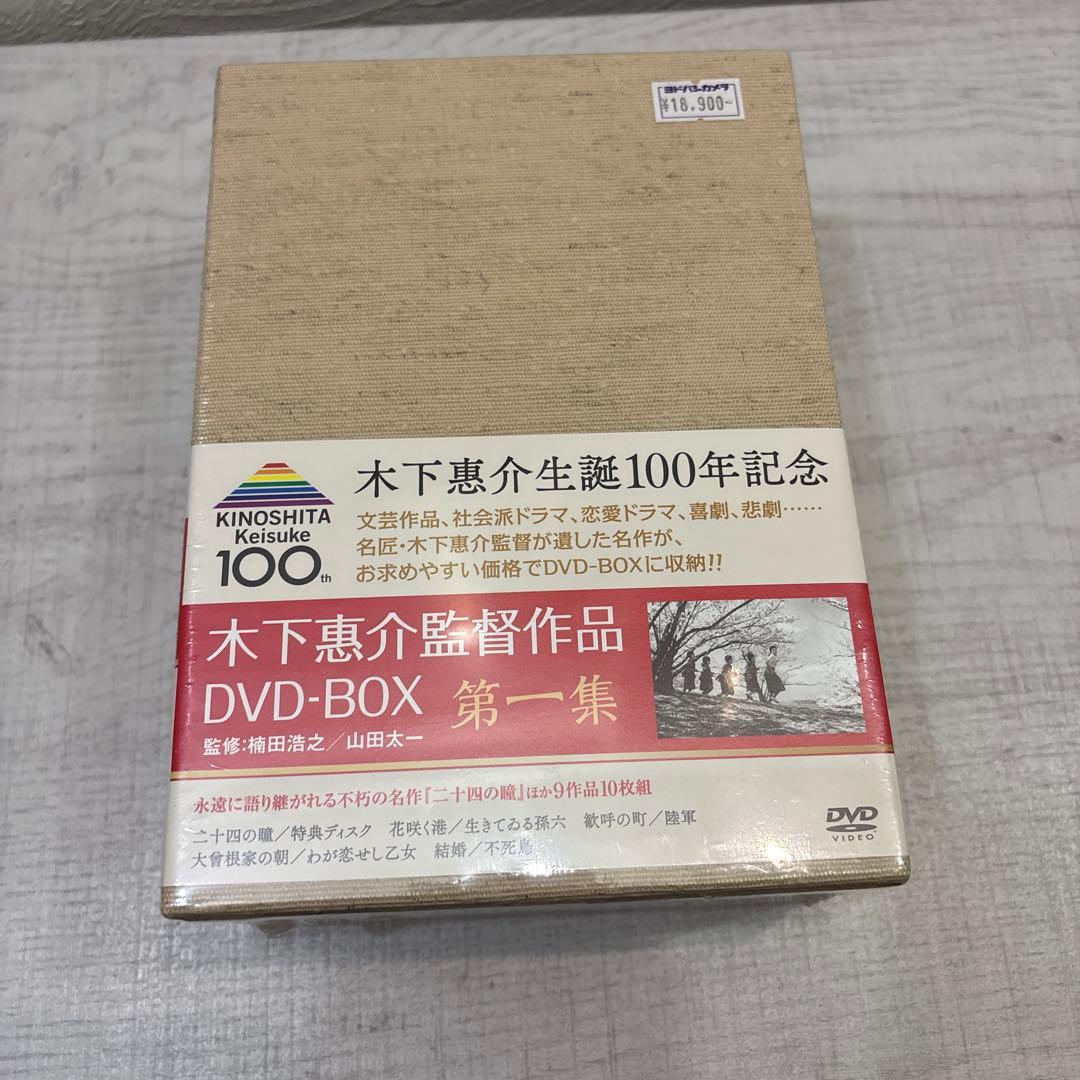 ヨドバシカメラ
¥18,900-
KINOSHITA
Keisuke
100th
木下惠介生誕100年記念
文芸作品、社会派ドラマ、恋愛ドラマ、喜劇、悲劇……
名匠・木下惠介監督が遺した名作が、
お求めやすい価格でDVD-BOXに収納!!
木下惠介監督作品
DVD-BOX 第一集
監修:楠田浩之/山田太一
永遠に語り継がれる不朽の名作『二十四の瞳』ほか9作品10枚組
二十四の瞳/特典ディスク 花咲く港/生きてゐる孫六 歓呼の町/陸軍
大曾根家の朝/わが恋せし乙女 結婚/不死鳥
DVD
VIDEO